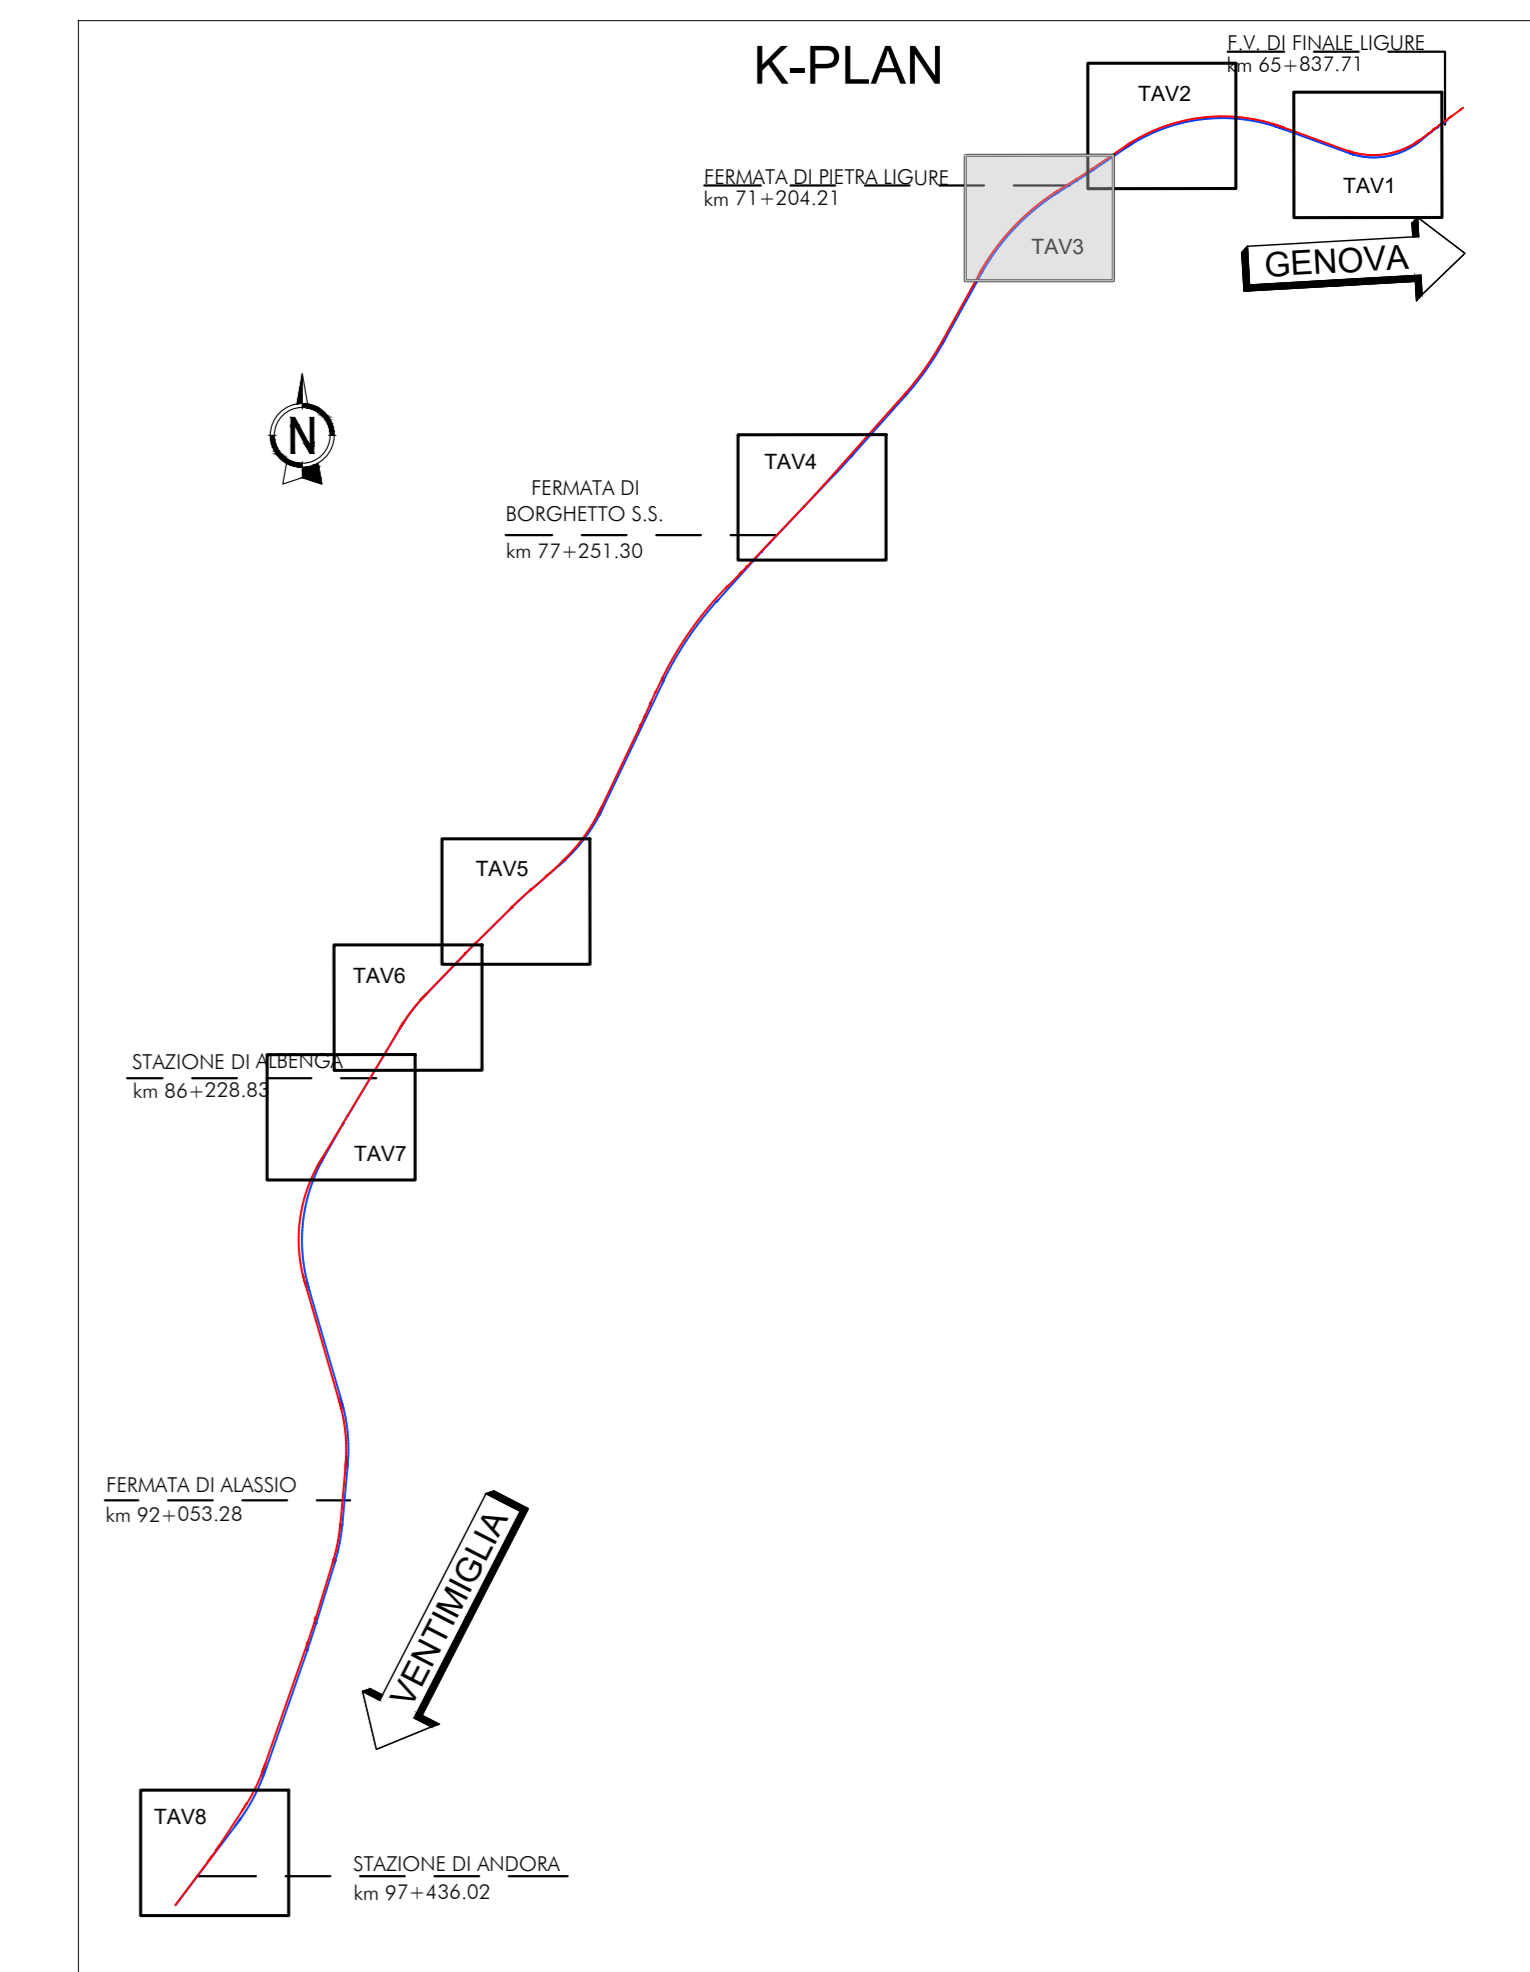 K-PLAN
F.V. DI FINALE LIGURE
km 65+837.71
TAV2
TAV1
FERMATA DI PIETRA LIGURE
km 71+204.21
TAV3
GENOVA
N
TAV4
FERMATA DI
BORGHETTO S.S.
km 77+251.30
TAV5
TAV6
STAZIONE DI ALBENGA
km 86+228.83
TAV7
FERMATA DI ALASSIO
km 92+053.28
VENTIMIGLIA
TAV8
STAZIONE DI ANDORA
km 97+436.02